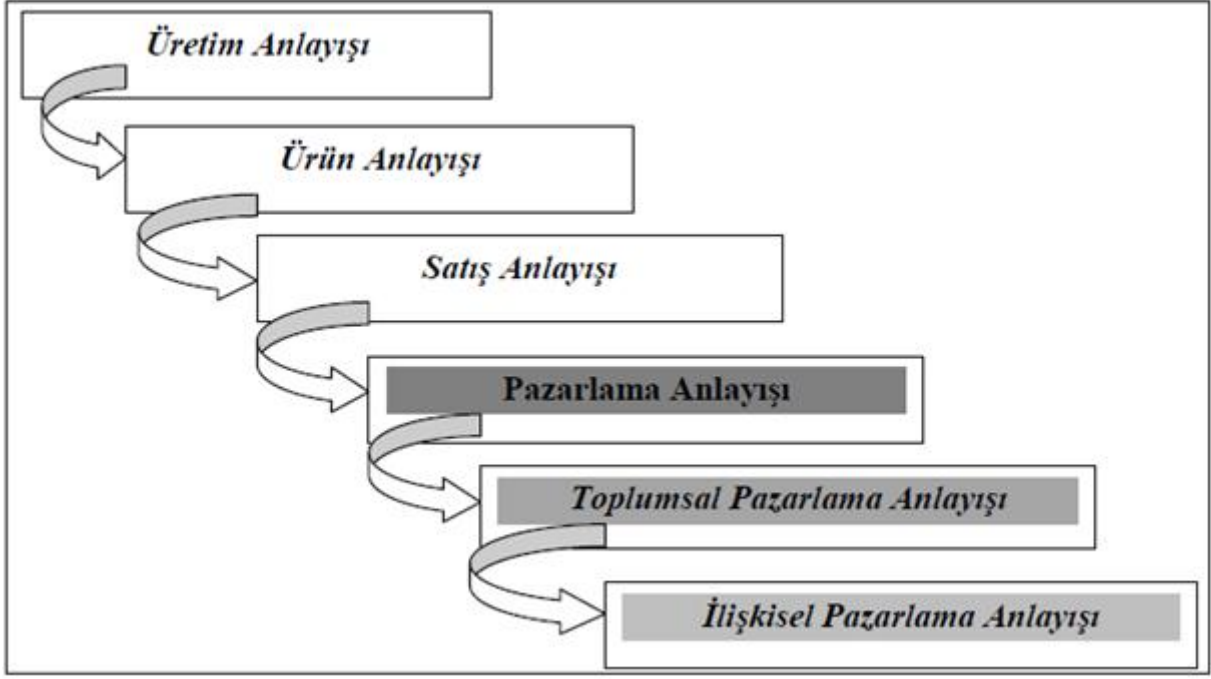 Üretim Anlayışı
Ürün Anlayışı
Satış Anlayışı
Pazarlama Anlayışı
Toplumsal Pazarlama Anlayışı
İlişkisel Pazarlama Anlayışı